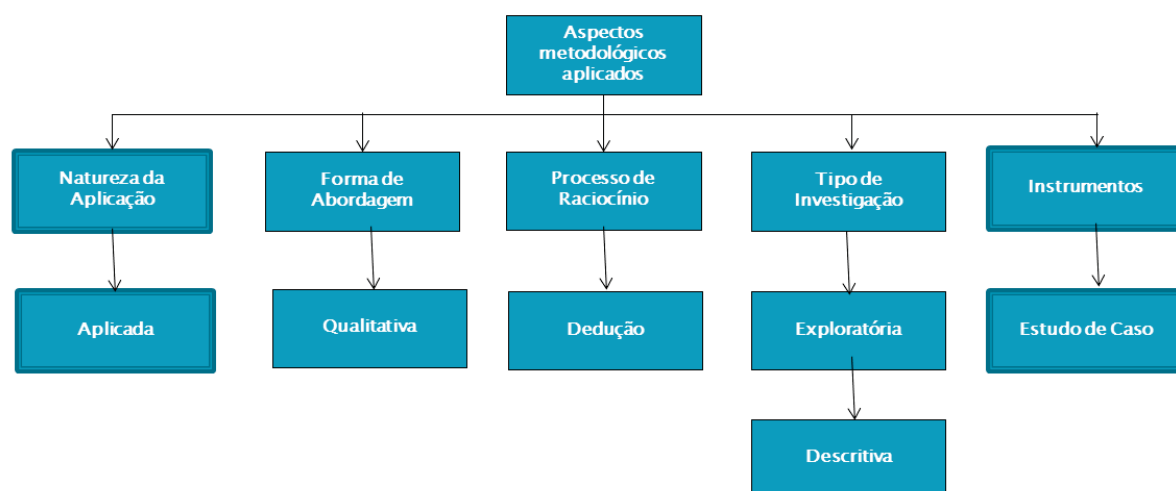 Aspectos
metodológicos
aplicados
Natureza da
Aplicação
Forma de
Abordagem
Processo de
Raciocínio
Tipo de
Investigação
Instrumentos
Aplicada
Qualitativa
Dedução
Exploratória
Estudo de Caso
Descritiva